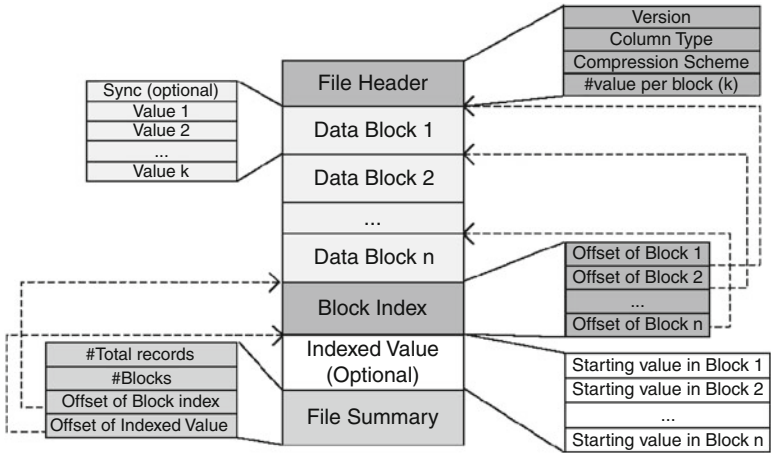 Version
Column Type
Compression Scheme
#value per block (k)
File Header
Sync (optional)
Value 1
Value 2
...
Value k
Data Block 1
Data Block 2
...
Data Block n
Block Index
Indexed Value
(Optional)
File Summary
Offset of Block 1
Offset of Block 2
...
Offset of Block n
#Total records
#Blocks
Offset of Block index
Offset of Indexed Value
Starting value in Block 1
Starting value in Block 2
...
Starting value in Block n